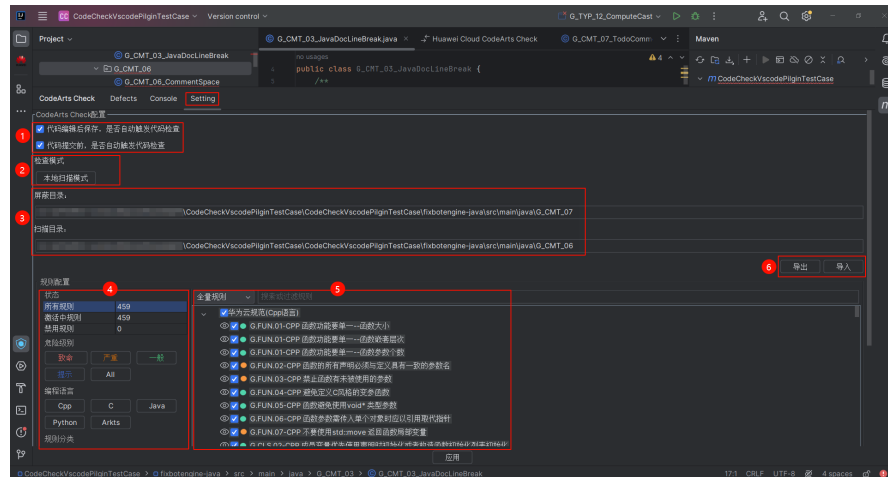 CC CodeCheckVscodePilginTestCase Version control G_TYP_12_ComputeCast
Project G_CMT_03_JavaDocLineBreak.java Huawei Cloud CodeArts Check G_CMT_07_TodoComm Maven
G_CMT_03_JavaDocLineBreak
G_CMT_06
G_CMT_06_CommentSpace
no usages
4 public class G_CMT_03_JavaDocLineBreak {
5 /**
4
CodeCheckVscodePilginTestCase
CodeArts Check Defects Console Setting
CodeArts Check配置
1
代码编辑后保存，是否自动触发代码检查
代码提交前，是否自动触发代码检查
2
检查模式
本地扫描模式
3
屏蔽目录：
\CodeCheckVscodePilginTestCase\CodeCheckVscodePilginTestCase\fixbotengine-java\src\main\java\G_CMT_07
扫描目录：
\CodeCheckVscodePilginTestCase\CodeCheckVscodePilginTestCase\fixbotengine-java\src\main\java\G_CMT_06
6 导出 导入
规则配置
4
5
状态
所有规则 459
激活中规则 459
禁用规则 0
危险级别
致命 严重 一般
提示 All
编程语言
Cpp C Java
Python Arkts
规则分类
全量规则 搜索或过滤规则
华为云规范(Cpp语言)
G.FUN.01-CPP 函数功能要单一---函数大小
G.FUN.01-CPP 函数功能要单一---函数嵌套层次
G.FUN.01-CPP 函数功能要单一---函数参数个数
G.FUN.02-CPP 函数的所有声明必须与定义具有一致的参数名
G.FUN.03-CPP 禁止函数有未被使用的参数
G.FUN.04-CPP 避免定义C风格的变参函数
G.FUN.05-CPP 函数避免使用void* 类型参数
G.FUN.06-CPP 函数参数需传入单个对象时应以引用取代指针
G.FUN.07-CPP 不要使用std::move 返回函数局部变量
G.CLS.02-CPP
应用
CodeCheckVscodePilginTestCase > fixbotengine-java > src > main > java > G_CMT_03 > G_CMT_03_JavaDocLineBreak 17:1 CRLF UTF-8 4 spaces